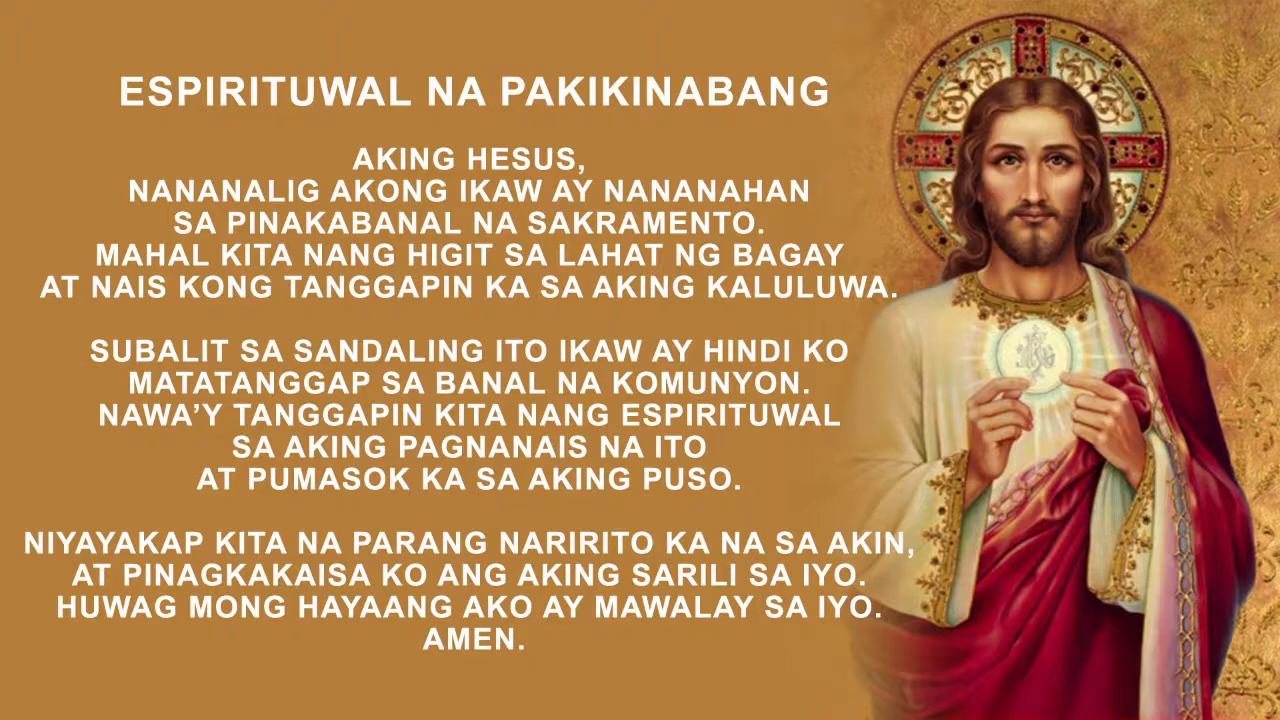 ESPIRITUWAL NA PAKIKINABANG
AKING HESUS,
NANANALIG AKONG IKAW AY NANANAHAN
SA PINAKABANAL NA SAKRAMENTO.
MAHAL KITA NANG HIGIT SA LAHAT NG BAGAY
AT NAIS KONG TANGGAPIN KA SA AKING KALULUWA.
SUBALIT SA SANDALING ITO IKAW AY HINDI KO
MATATANGGAP SA BANAL NA KOMUNYON.
NAWA’Y TANGGAPIN KITA NANG ESPIRITUWAL
SA AKING PAGNANAIS NA ITO
AT PUMASOK KA SA AKING PUSO.
NIYAYAKAP KITA NA PARANG NARIRITO KA NA SA AKIN,
AT PINAGKAKAISA KO ANG AKING SARILI SA IYO.
HUWAG MONG HAYAANG AKO AY MAWALAY SA IYO.
AMEN.